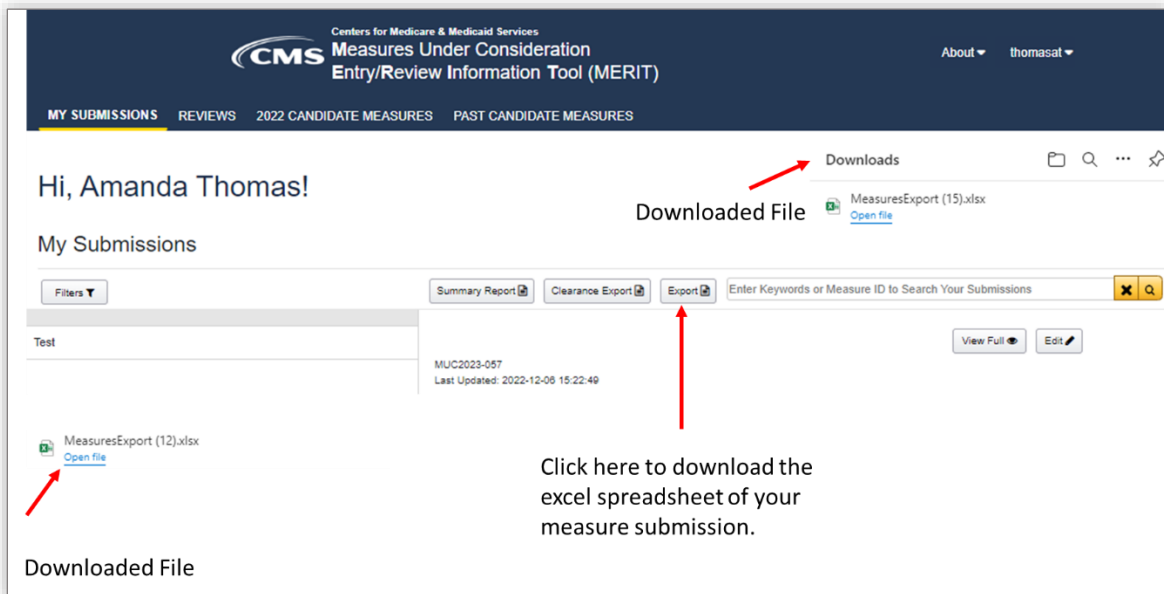 Centers for Medicare & Medicaid Services
CMS Measures Under Consideration
Entry/Review Information Tool (MERIT)
About thomasat
MY SUBMISSIONS REVIEWS 2022 CANDIDATE MEASURES PAST CANDIDATE MEASURES
Downloads
Hi, Amanda Thomas!
MeasuresExport (15).xlsx
Open file
Downloaded File
My Submissions
Filters Summary Report Clearance Export Export Enter Keywords or Measure ID to Search Your Submissions
Test
View Full Edit
MUC2023-057
Last Updated: 2022-12-06 15:22:49
MeasuresExport (12).xlsx
Open file
Click here to download the
excel spreadsheet of your
measure submission.
Downloaded File